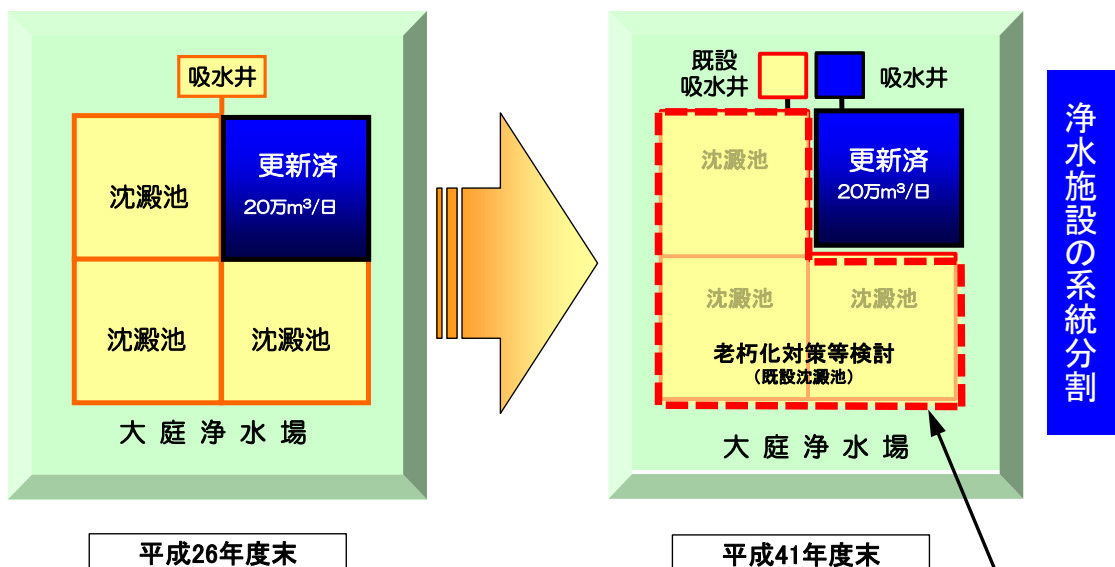 吸水井
沈澱池
更新済
20万m³/日
沈澱池
沈澱池
大庭浄水場
平成26年度末
既設
吸水井
吸水井
沈澱池
更新済
20万m³/日
沈澱池
沈澱池
老朽化対策等検討
（既設沈澱池）
大庭浄水場
平成41年度末
浄水施設の系統分割